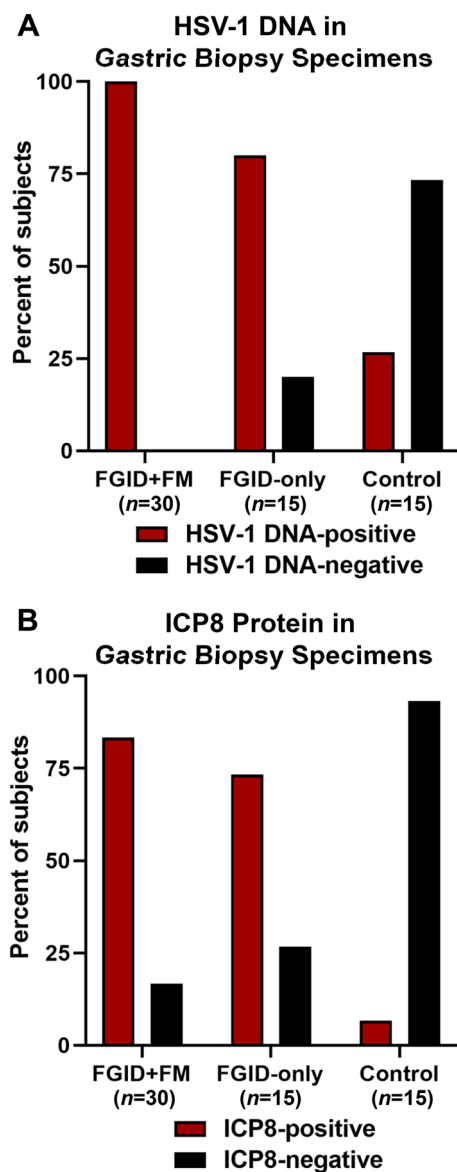 A
HSV-1 DNA in
Gastric Biopsy Specimens
Percent of subjects
100
75
50
25
0
FGID+FM FGID-only Control
(n=30) (n=15) (n=15)
HSV-1 DNA-positive
HSV-1 DNA-negative
B
ICP8 Protein in
Gastric Biopsy Specimens
Percent of subjects
100
75
50
25
0
FGID+FM FGID-only Control
(n=30) (n=15) (n=15)
ICP8-positive
ICP8-negative